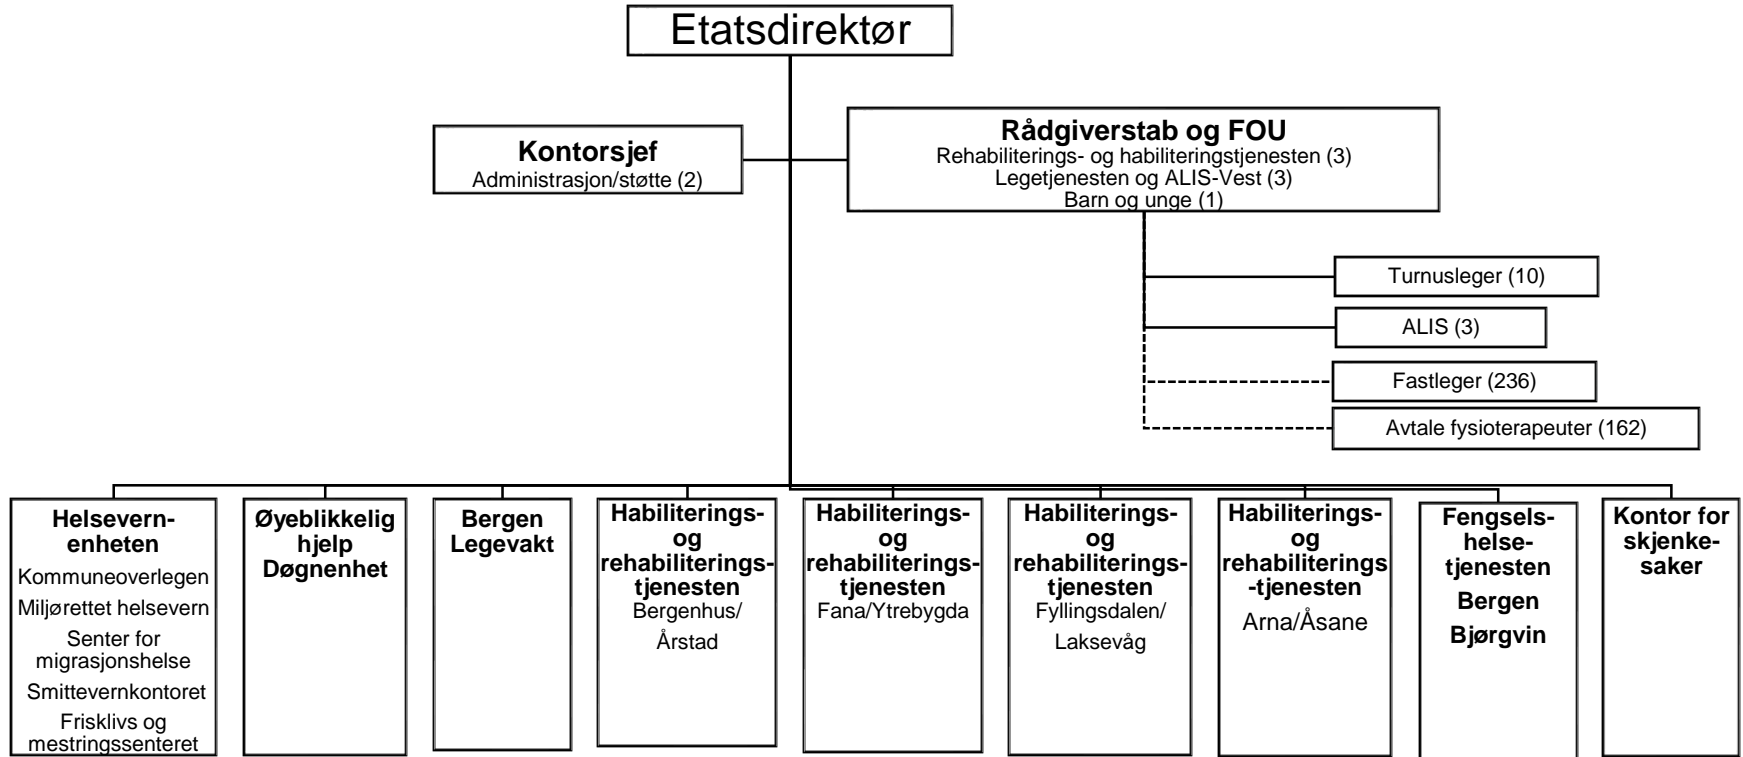 Etatsdirektør
Kontorsjef
Administrasjon/støtte (2)
Rådgiverstab og FOU
Rehabiliterings- og habiliteringstjenesten (3)
Legetjenesten og ALIS-Vest (3)
Barn og unge (1)
Turnusleger (10)
ALIS (3)
Fastleger (236)
Avtale fysioterapeuter (162)
Helsevern-
enheten
Kommuneoverlegen
Miljørettet helsevern
Senter for
migrasjonshelse
Smittevernkontoret
Frisklivs og
mestringssenteret
Øyeblikkelig
hjelp
Døgnenhet
Bergen
Legevakt
Habiliterings-
og
rehabiliterings-
tjenesten
Bergenhus/
Årstad
Habiliterings-
og
rehabiliterings-
tjenesten
Fana/Ytrebygda
Habiliterings-
og
rehabiliterings-
tjenesten
Fyllingsdalen/
Laksevåg
Habiliterings-
og
rehabiliterings
-tjenesten
Arna/Åsane
Fengsels-
helse-
tjenesten
Bergen
Bjørgvin
Kontor for
skjenke-
saker